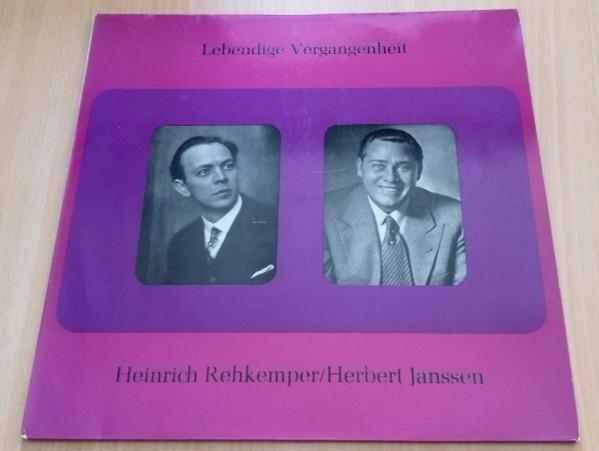 Lebendige Vergangenheit
Heinrich Rehkemper/Herbert Janssen